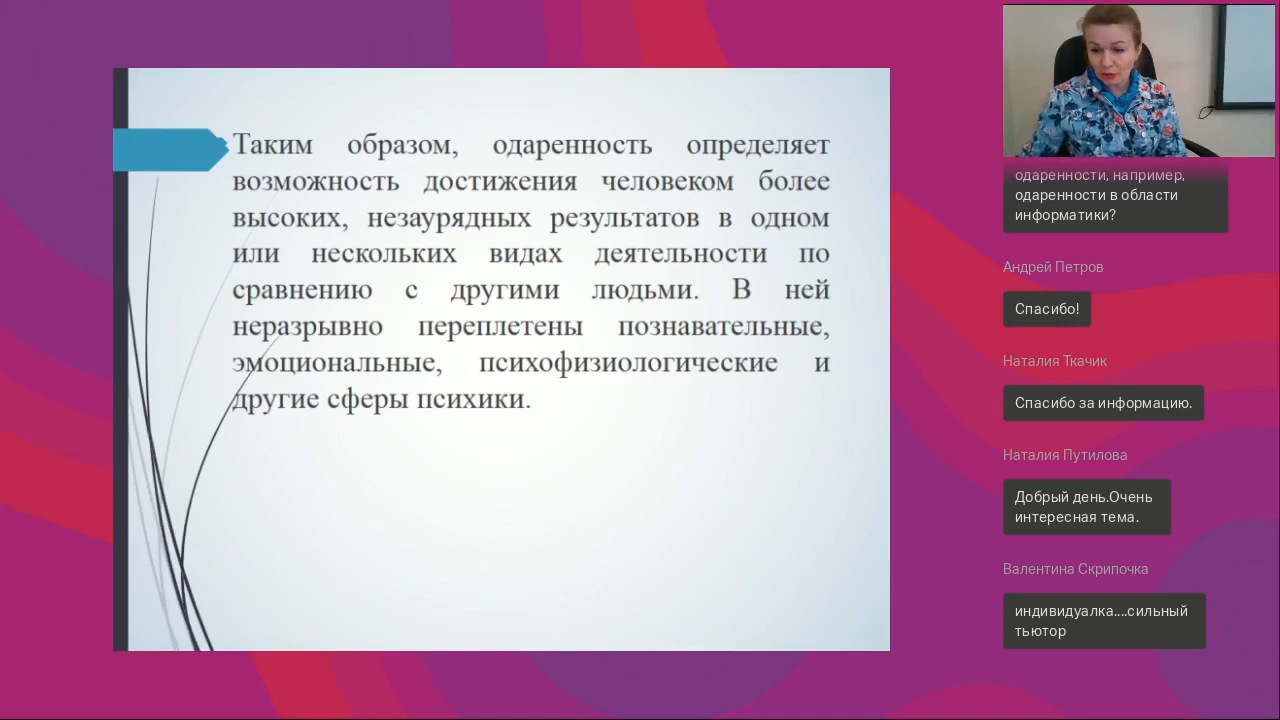 Таким образом, одаренность определяет
возможность достижения человеком более
высоких, незаурядных результатов в одном
или нескольких видах деятельности по
сравнению с другими людьми. В ней
неразрывно переплетены познавательные,
эмоциональные, психофизиологические и
другие сферы психики.
одаренности, например,
одаренности в области
информатики?
Андрей Петров
Спасибо!
Наталия Ткачик
Спасибо за информацию.
Наталия Путилова
Добрый день.Очень
интересная тема.
Валентина Скрипочка
индивидуалка....сильный
тьютор